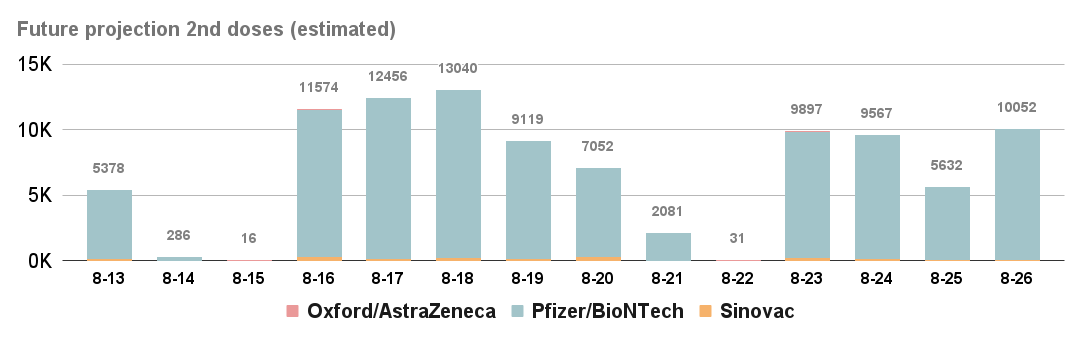 Future projection 2nd doses (estimated)
15K
10K
5K
0K
5378
286
16
11574
12456
13040
9119
7052
2081
31
9897
9567
5632
10052
8-13 8-14 8-15 8-16 8-17 8-18 8-19 8-20 8-21 8-22 8-23 8-24 8-25 8-26
Oxford/AstraZeneca Pfizer/BioNTech Sinovac